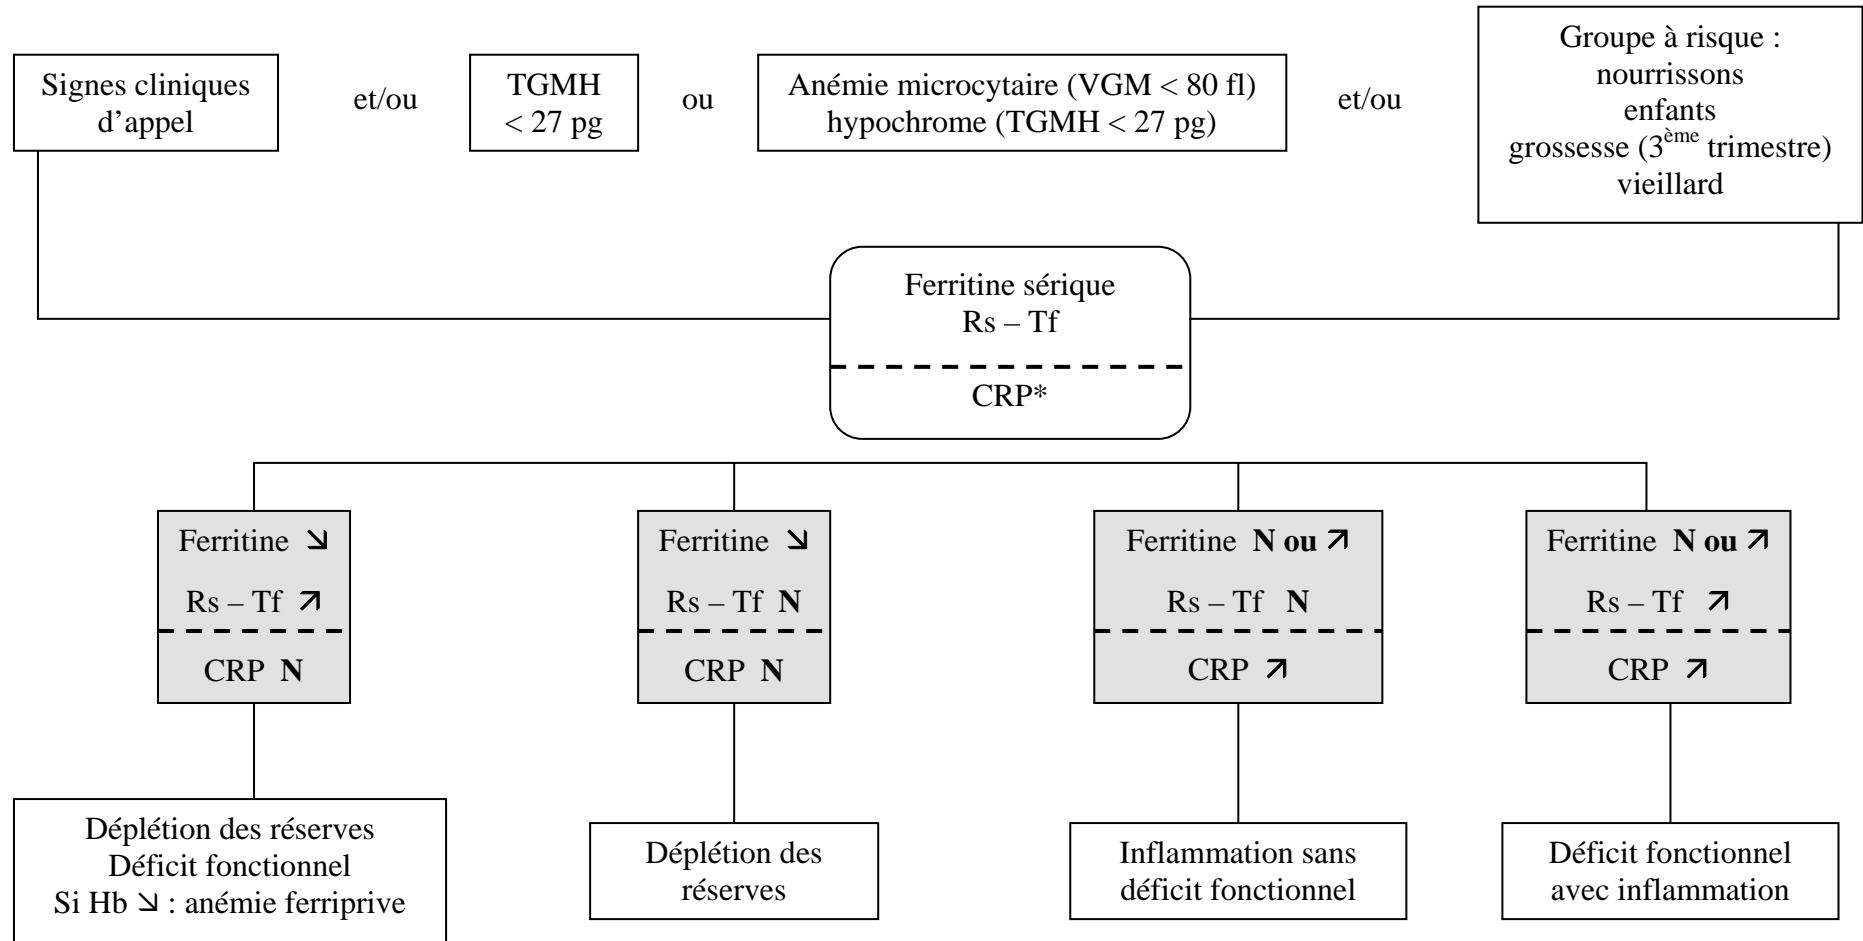 Signes cliniques
d’appel
et/ou
TGMH
< 27 pg
ou
Anémie microcytaire (VGM < 80 fl)
hypochrome (TGMH < 27 pg)
et/ou
Groupe à risque :
nourrissons
enfants
grossesse (3ème trimestre)
vieillard
Ferritine sérique
Rs – Tf
CRP*
Ferritine ↘
Rs – Tf ↗
CRP N
Ferritine ↘
Rs – Tf N
CRP N
Ferritine N ou ↗
Rs – Tf N
CRP ↗
Ferritine N ou ↗
Rs – Tf ↗
CRP ↗
Déplétion des réserves
Déficit fonctionnel
Si Hb ↘ : anémie ferriprive
Déplétion des
réserves
Inflammation sans
déficit fonctionnel
Déficit fonctionnel
avec inflammation